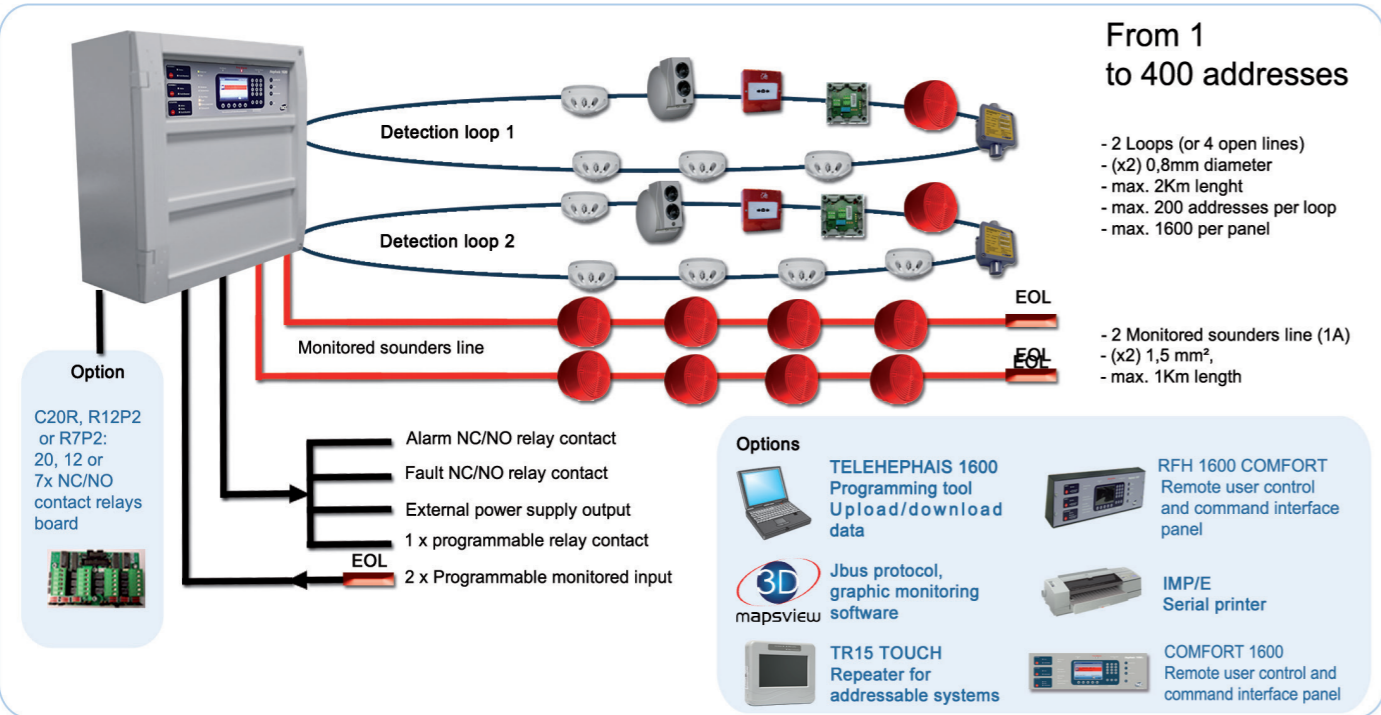 From 1
to 400 addresses
Detection loop 1
Detection loop 2
- 2 Loops (or 4 open lines)
- (x2) 0,8mm diameter
- max. 2Km lenght
- max. 200 addresses per loop
- max. 1600 per panel
EOL
Monitored sounders line
EOL
EOL
- 2 Monitored sounders line (1A)
- (x2) 1,5 mm²,
- max. 1Km length
Option
C20R, R12P2
or R7P2:
20, 12 or
7x NC/NO
contact relays
board
Alarm NC/NO relay contact
Fault NC/NO relay contact
External power supply output
1 x programmable relay contact
EOL
2 x Programmable monitored input
Options
TELEHEPHAIS 1600
Programming tool
Upload/download
data
RFH 1600 COMFORT
Remote user control
and command interface
panel
3D
mapsview
Jbus protocol,
graphic monitoring
software
IMP/E
Serial printer
TR15 TOUCH
Repeater for
addressable systems
COMFORT 1600
Remote user control and
command interface panel